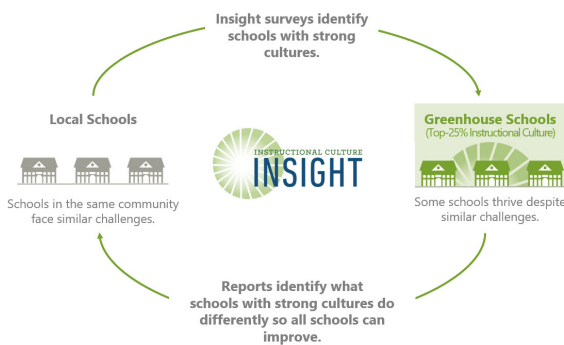 Insight surveys identify
schools with strong
cultures.
Local Schools
Schools in the same community
face similar challenges.
INSTRUCTIONAL CULTURE
INSIGHT
Greenhouse Schools
(Top-25% Instructional Culture)
Some schools thrive despite
similar challenges.
Reports identify what
schools with strong cultures do
differently so all schools can
improve.